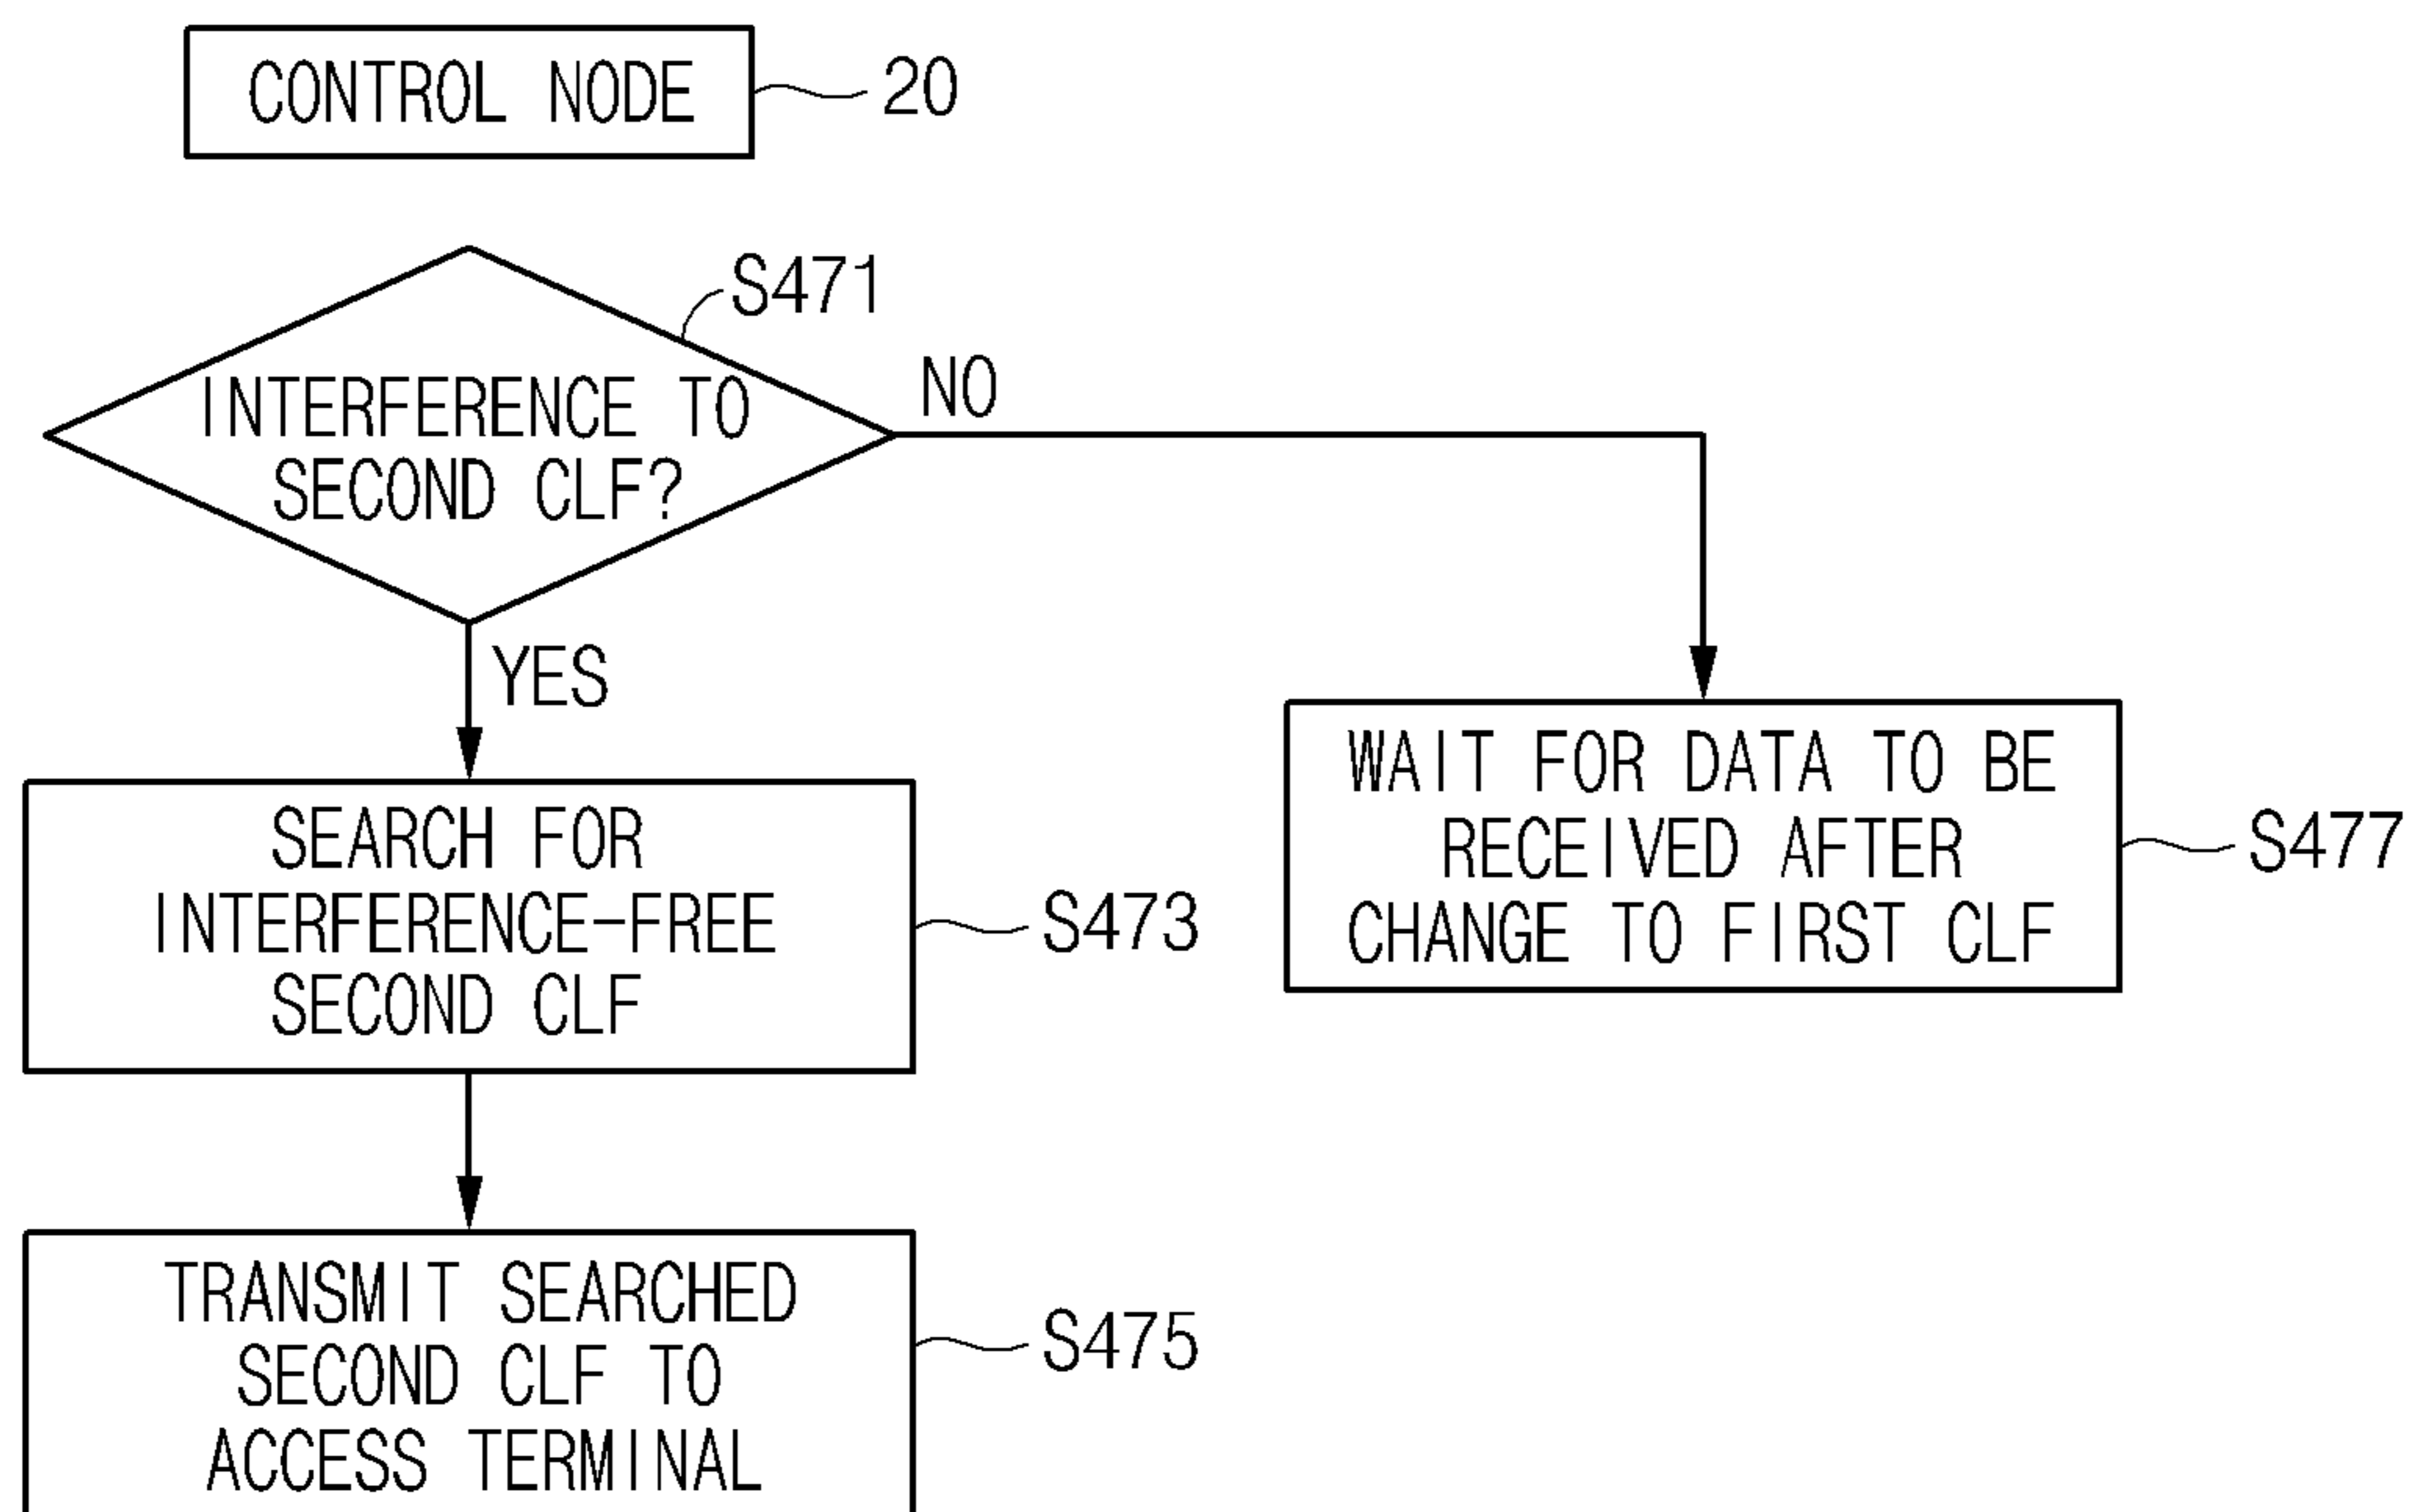 CONTROL NODE
20
S471
INTERFERENCE TO
SECOND CLF?
NO
YES
SEARCH FOR
INTERFERENCE-FREE
SECOND CLF
S473
WAIT FOR DATA TO BE
RECEIVED AFTER
CHANGE TO FIRST CLF
S477
TRANSMIT SEARCHED
SECOND CLF TO
ACCESS TERMINAL
S475